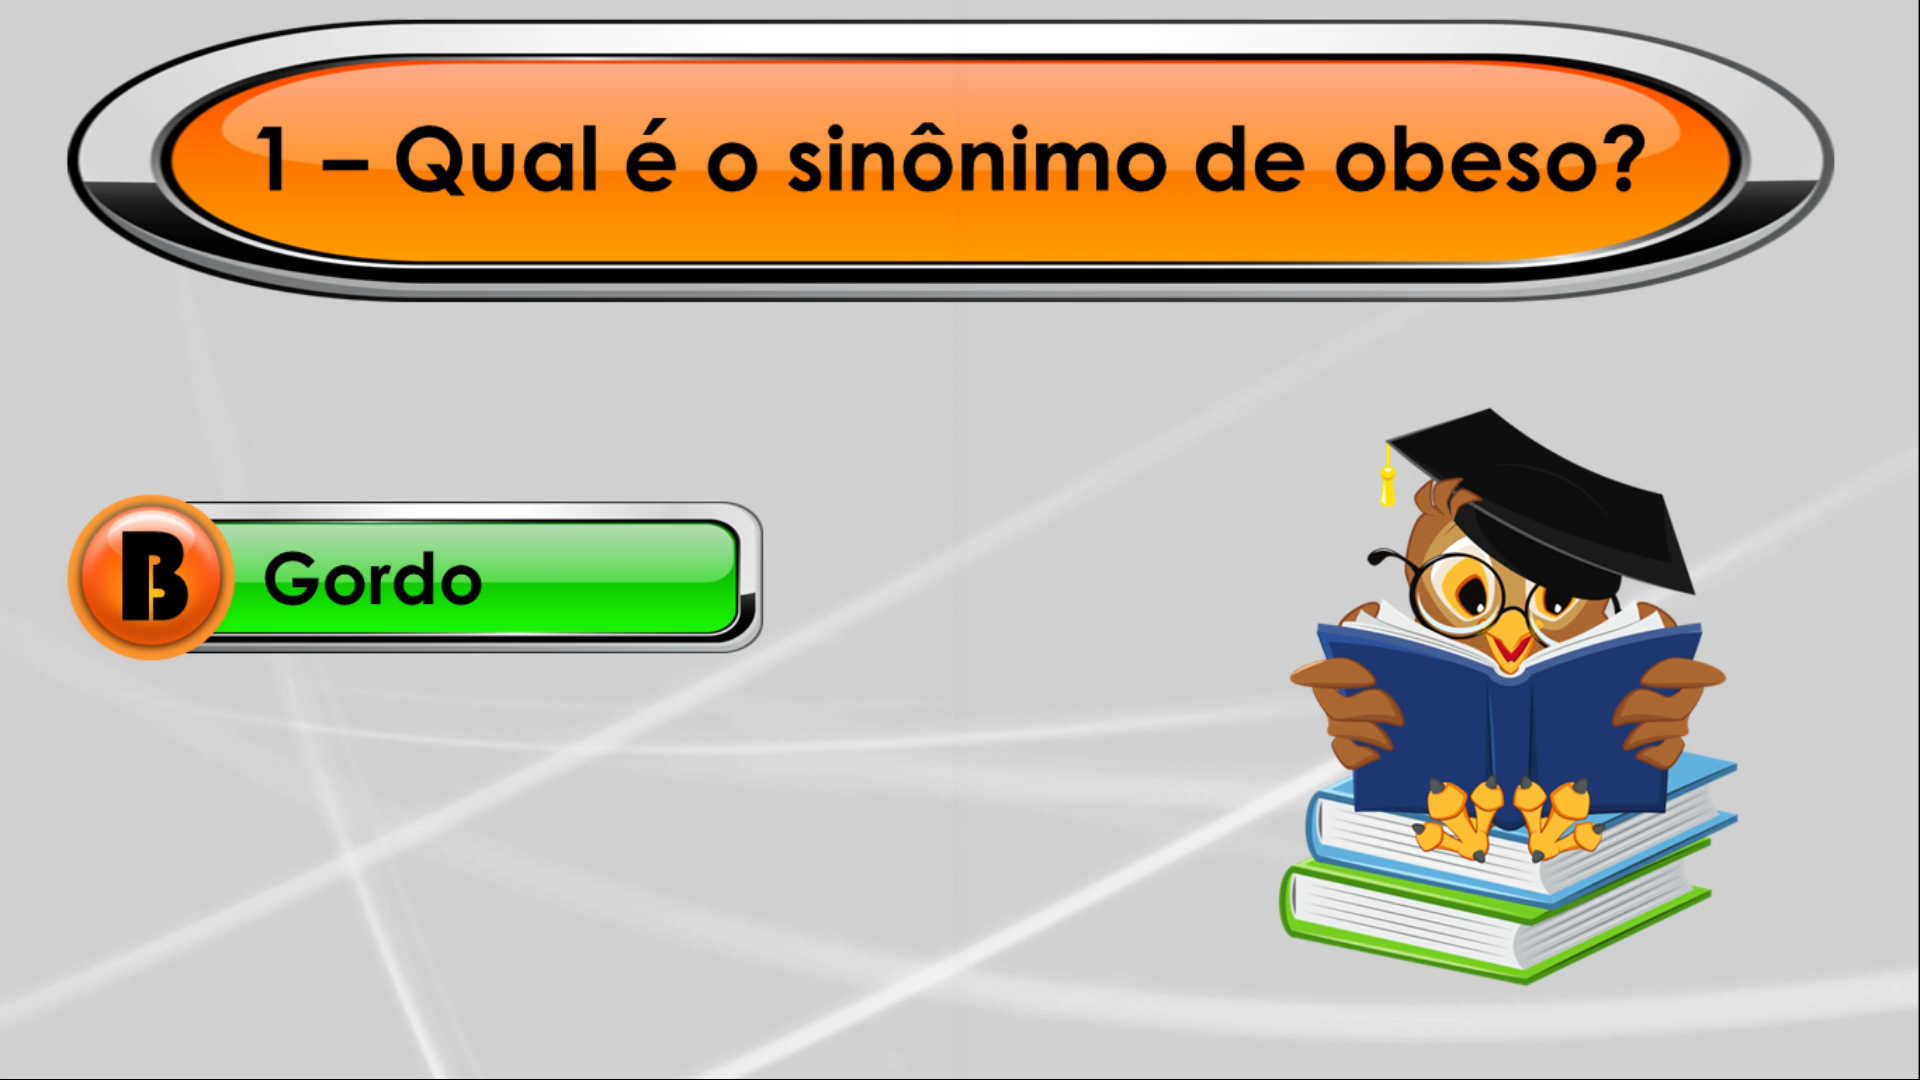 1 – Qual é o sinônimo de obeso?
B Gordo